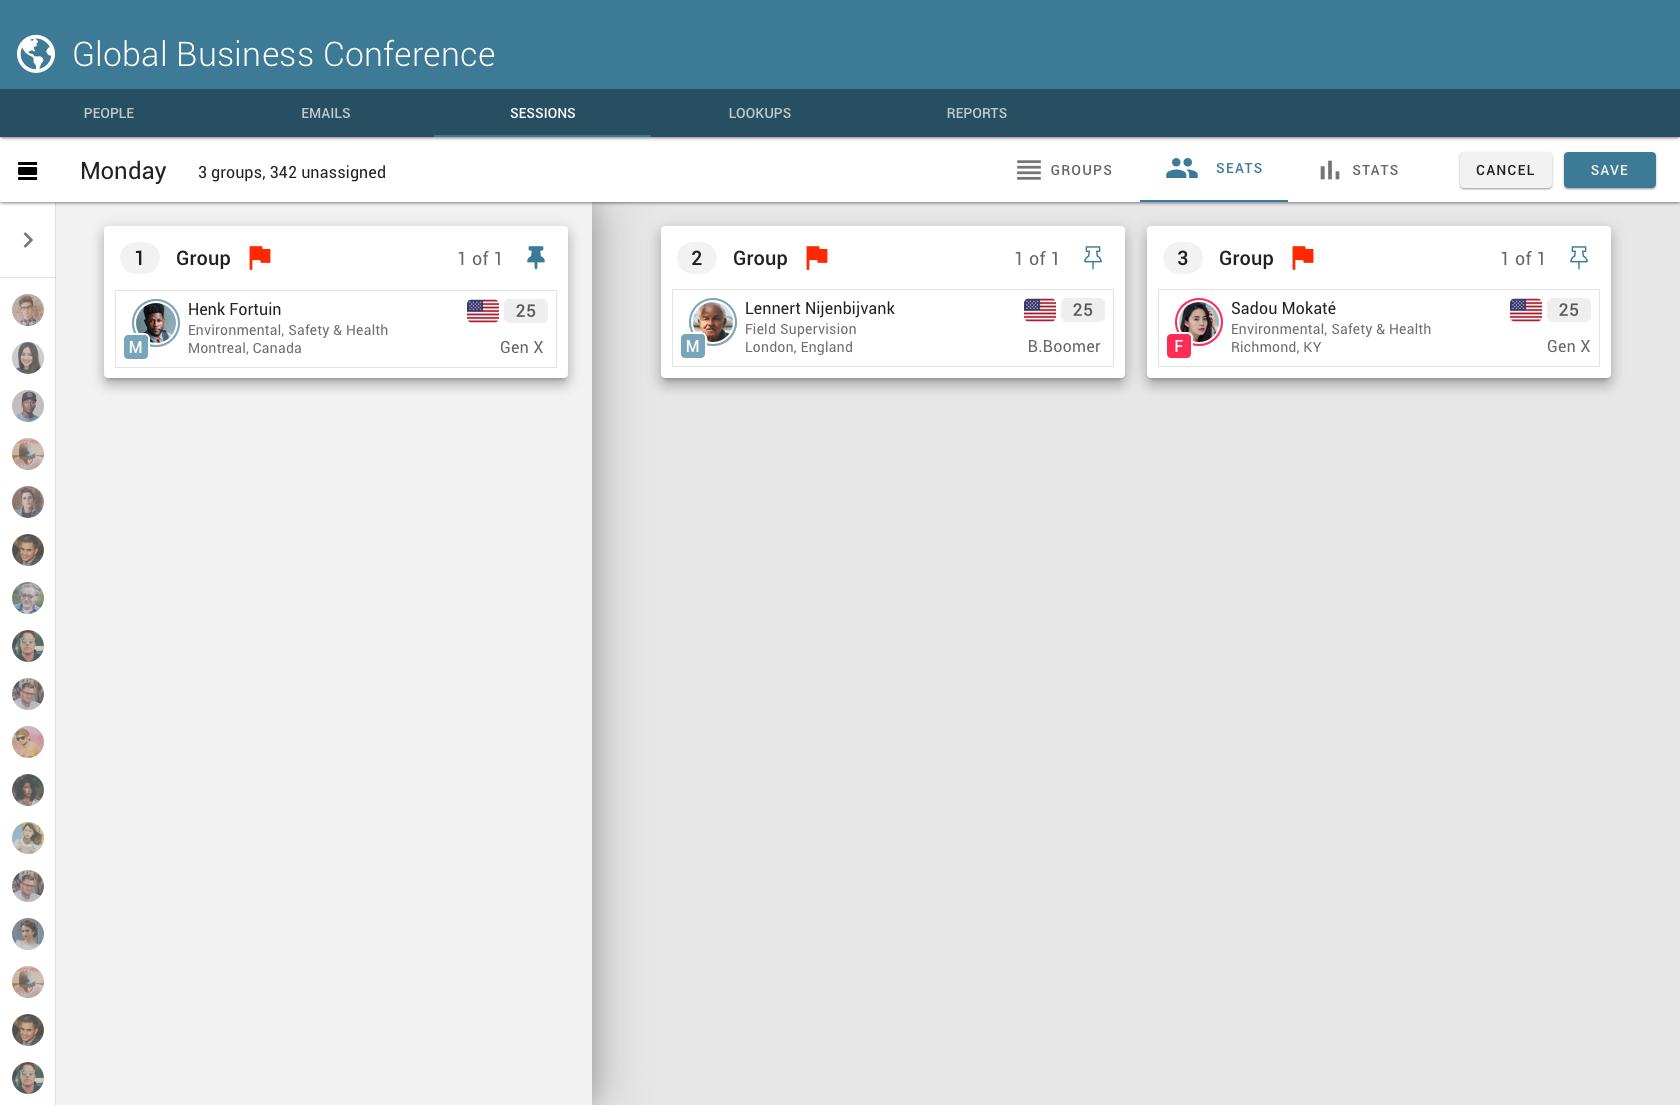 Global Business Conference
PEOPLE
EMAILS
SESSIONS
LOOKUPS
REPORTS
Monday
3 groups, 342 unassigned
GROUPS
SEATS
STATS
CANCEL
SAVE
1
Group
1 of 1
Henk Fortuin
25
Environmental, Safety & Health
M
Montreal, Canada
Gen X
2
Group
1 of 1
Lennert Nijenbijvank
25
Field Supervision
M
London, England
B.Boomer
3
Group
1 of 1
Sadou Mokaté
25
Environmental, Safety & Health
F
Richmond, KY
Gen X